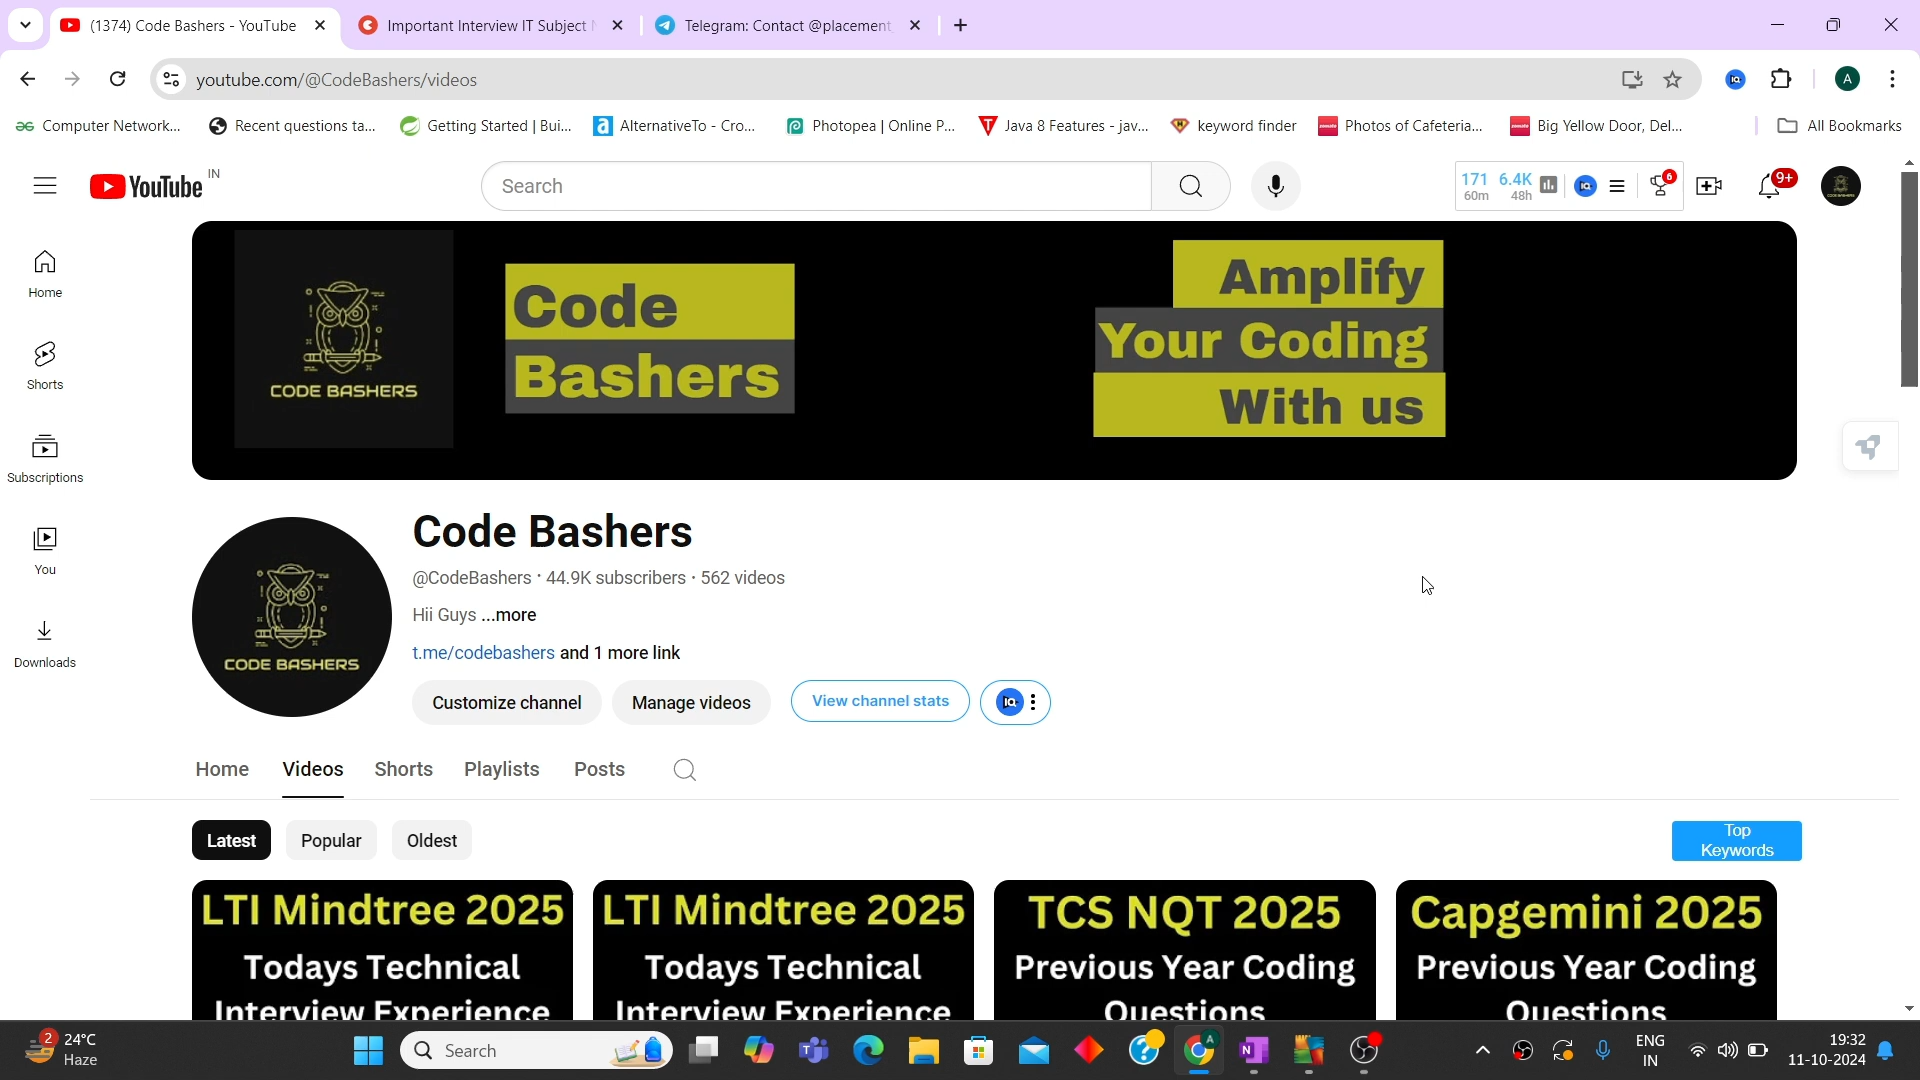 (1374) Code Bashers - YouTube
Important Interview IT Subject
Telegram: Contact @placement
youtube.com/@CodeBashers/videos
A
Computer Network...
Recent questions ta...
Getting Started | Bui...
AlternativeTo - Cro...
Photopea | Online P...
Java 8 Features - jav...
keyword finder
Photos of Cafeteria...
Big Yellow Door, Del...
All Bookmarks
YouTube IN
Search
171 6.4K
60m 48h
6
9+
Home
Shorts
Subscriptions
You
Downloads
CODE BASHERS
Code
Bashers
Amplify
Your Coding
With us
CODE BASHERS
Code Bashers
@CodeBashers · 44.9K subscribers · 562 videos
Hii Guys ...more
t.me/codebashers and 1 more link
Customize channel
Manage videos
View channel stats
Home
Videos
Shorts
Playlists
Posts
Latest
Popular
Oldest
Top
Keywords
LTI Mindtree 2025
Todays Technical
Interview Experience
LTI Mindtree 2025
Todays Technical
Interview Experience
TCS NQT 2025
Previous Year Coding
Questions
Capgemini 2025
Previous Year Coding
Questions
2
24°C
Haze
Search
ENG
IN
19:32
11-10-2024